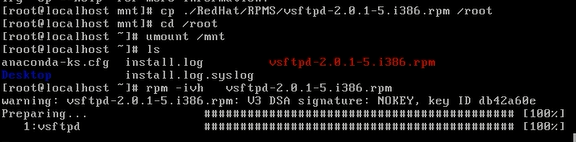 [root@localhost mnt]# cp ./RedHat/RPMS/vsftpd-2.0.1-5.i386.rpm /root
[root@localhost mnt]# cd /root
[root@localhost ~]# umount /mnt
[root@localhost ~]# ls
anaconda-ks.cfg install.log vsftpd-2.0.1-5.i386.rpm
Desktop install.log.syslog
[root@localhost ~]# rpm -ivh vsftpd-2.0.1-5.i386.rpm
warning: vsftpd-2.0.1-5.i386.rpm: V3 DSA signature: NOKEY, key ID db42a60e
Preparing... ########################################### [100%]
1:vsftpd ########################################### [100%]